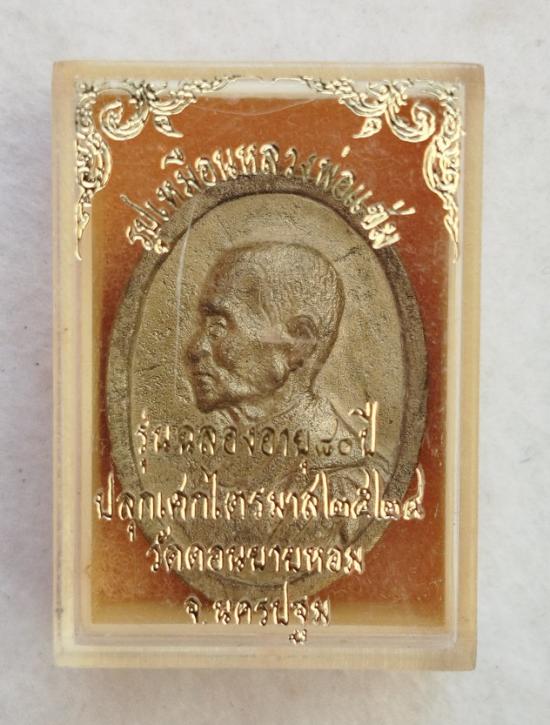 รูปเหมือนหลวงพ่อแช่ม
รุ่นฉลองอายุ ๘๐ ปี
ปลุกเศกไตรมาส ๒๕๒๘
วัดดอนยายหอม
จ.นครปฐม